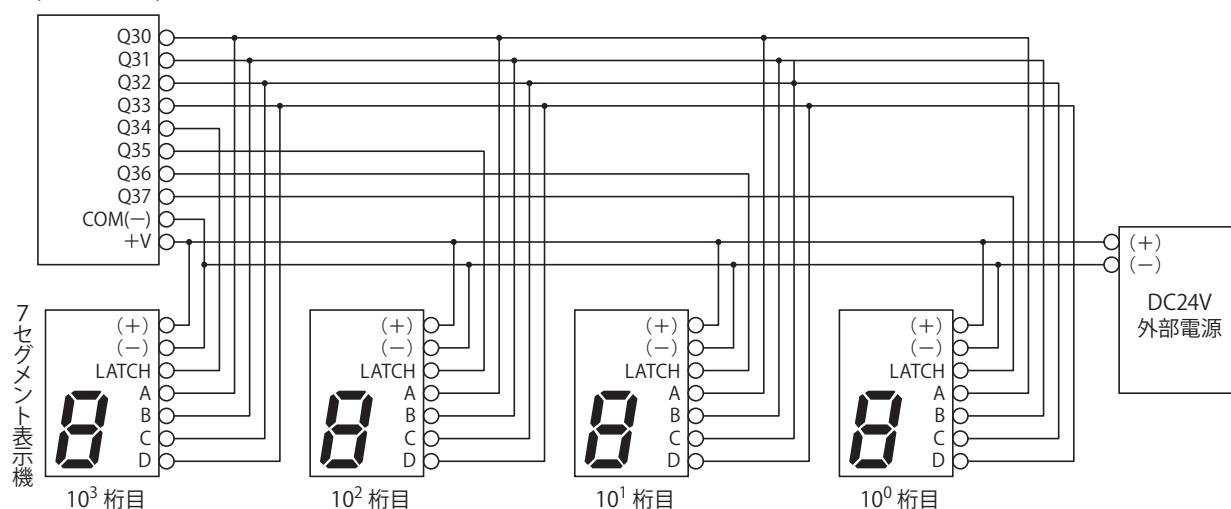 Q30
Q31
Q32
Q33
Q34
Q35
Q36
Q37
COM(−)
+V
(+)
(−)
DC24V
外部電源
7セグメント表示機
(+)
(−)
LATCH
A
B
C
D
10³ 桁目
(+)
(−)
LATCH
A
B
C
D
10² 桁目
(+)
(−)
LATCH
A
B
C
D
10¹ 桁目
(+)
(−)
LATCH
A
B
C
D
10⁰ 桁目